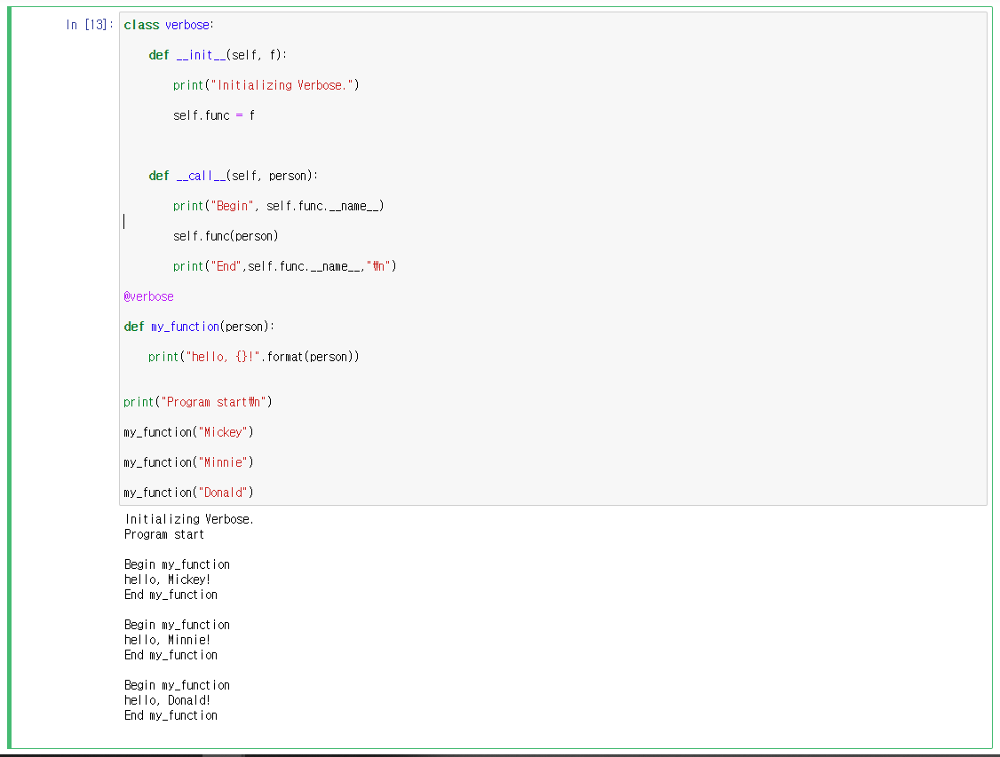 In [13]: class verbose:
def __init__(self, f):
print("Initializing Verbose.")
self.func = f
def __call__(self, person):
print("Begin", self.func.__name__)
self.func(person)
print("End",self.func.__name__,"₩n")
@verbose
def my_function(person):
print("hello, {}!".format(person))
print("Program start₩n")
my_function("Mickey")
my_function("Minnie")
my_function("Donald")
Initializing Verbose.
Program start
Begin my_function
hello, Mickey!
End my_function
Begin my_function
hello, Minnie!
End my_function
Begin my_function
hello, Donald!
End my_function